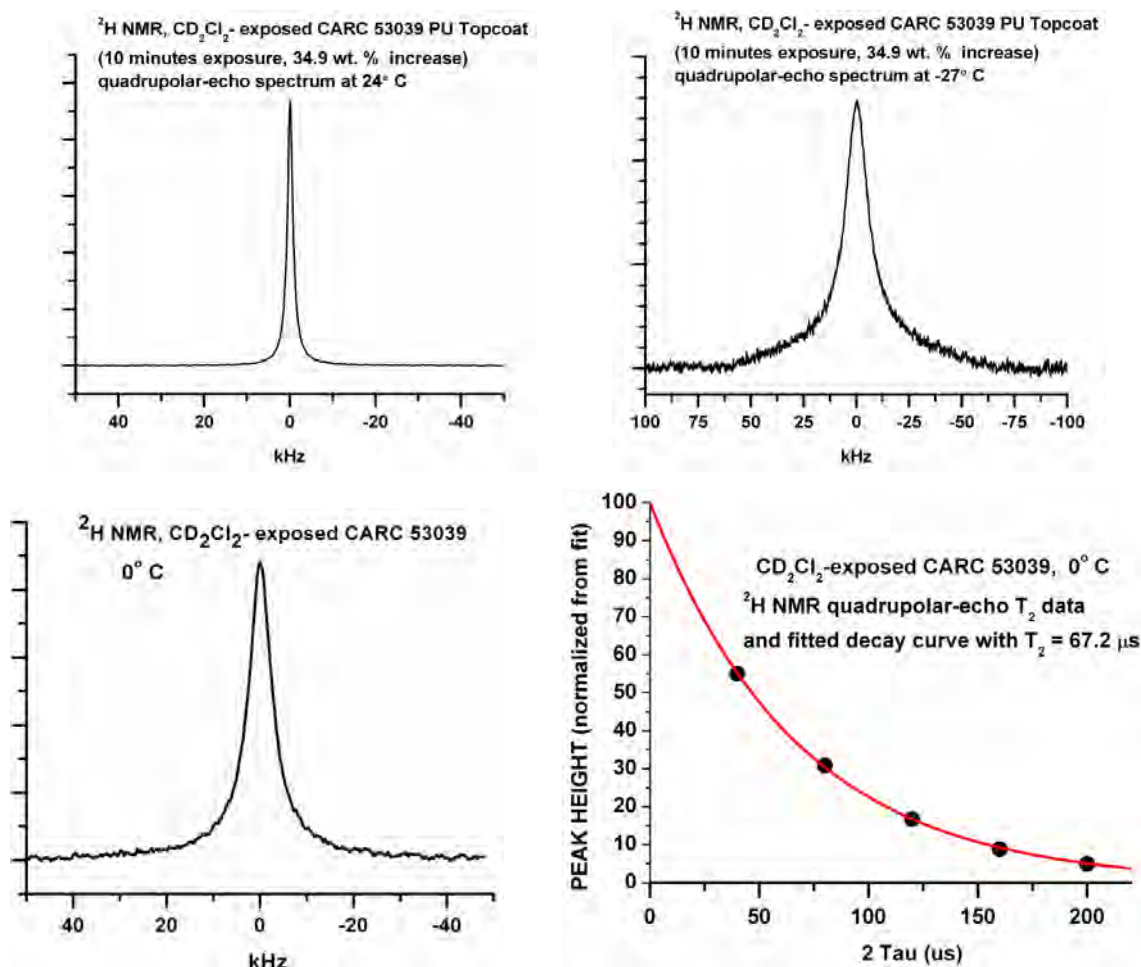 ²H NMR, CD₂Cl₂- exposed CARC 53039 PU Topcoat
(10 minutes exposure, 34.9 wt. % increase)
quadrupolar-echo spectrum at 24° C
40 20 0 -20 -40
kHz
²H NMR, CD₂Cl₂- exposed CARC 53039 PU Topcoat
(10 minutes exposure, 34.9 wt. % increase)
quadrupolar-echo spectrum at -27° C
100 75 50 25 0 -25 -50 -75 -100
kHz
²H NMR, CD₂Cl₂- exposed CARC 53039
0° C
40 20 0 -20 -40
kHz
PEAK HEIGHT (normalized from fit)
100
90
80
70
60
50
40
30
20
10
0
CD₂Cl₂-exposed CARC 53039, 0° C
²H NMR quadrupolar-echo T₂ data
and fitted decay curve with T₂ = 67.2 μs
0 50 100 150 200
2 Tau (us)